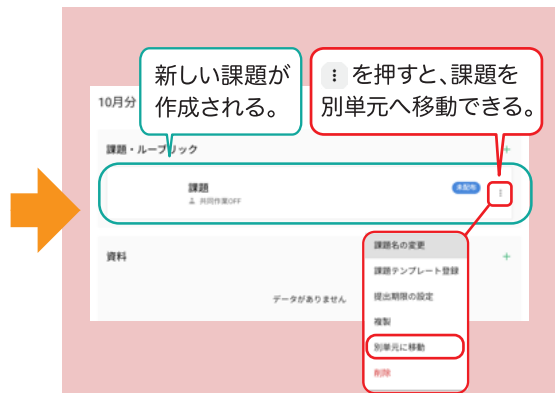 新しい課題が
作成される。
⋮ を押すと、課題を
別単元へ移動できる。
10月分
課題・ルーブリック
+
課題
共同作業OFF
未配布
⋮
資料
+
データがありません
課題名の変更
課題テンプレート登録
提出期限の設定
複製
別単元に移動
削除